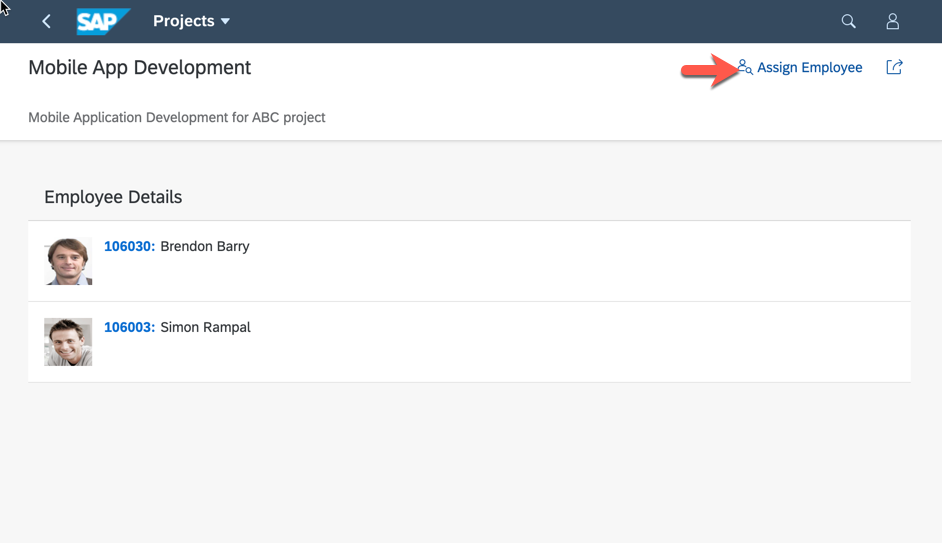 SAP Projects
Mobile App Development
Assign Employee
Mobile Application Development for ABC project
Employee Details
106030: Brendon Barry
106003: Simon Rampal